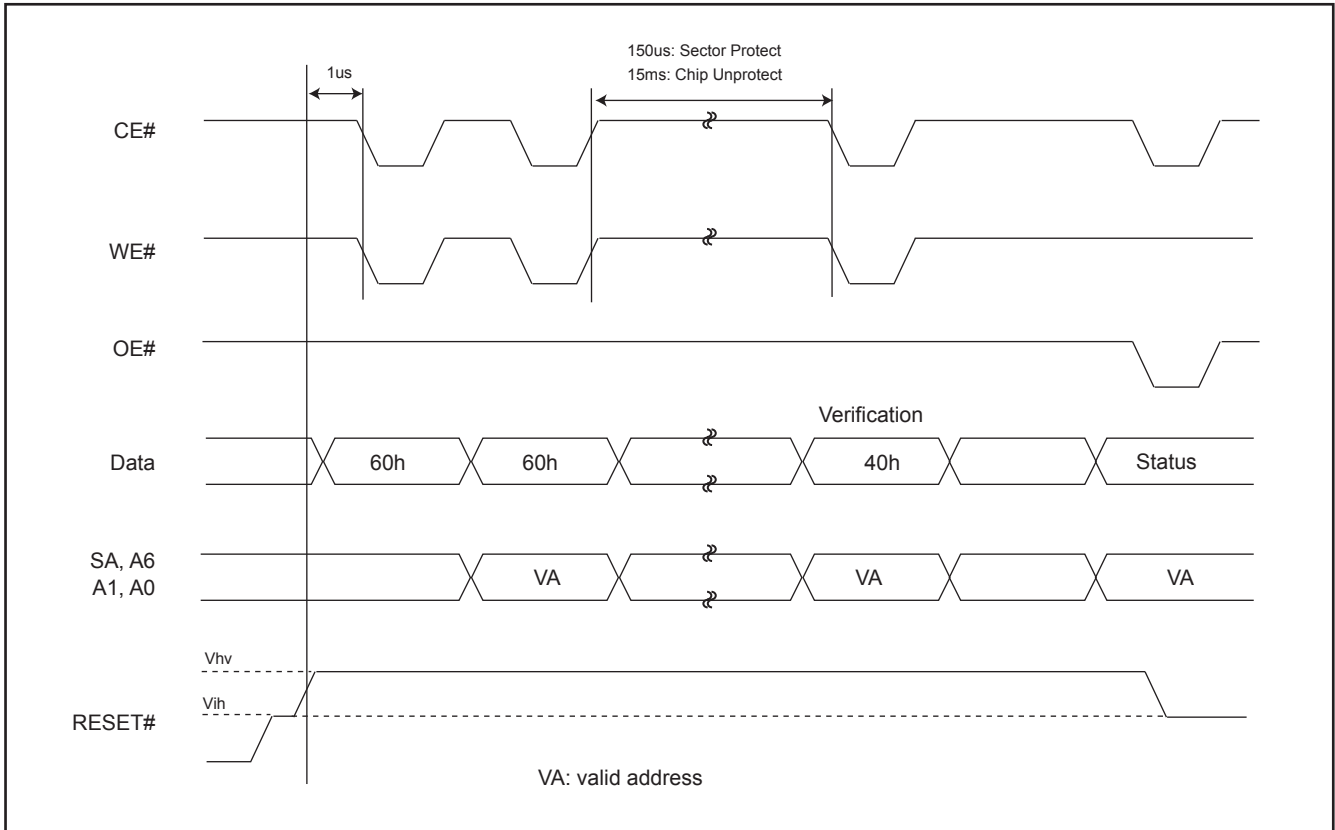 150us: Sector Protect
15ms: Chip Unprotect
1us
CE#
WE#
OE#
Verification
Data 60h 60h 40h Status
SA, A6
A1, A0
VA VA VA
Vhv
Vih
RESET#
VA: valid address